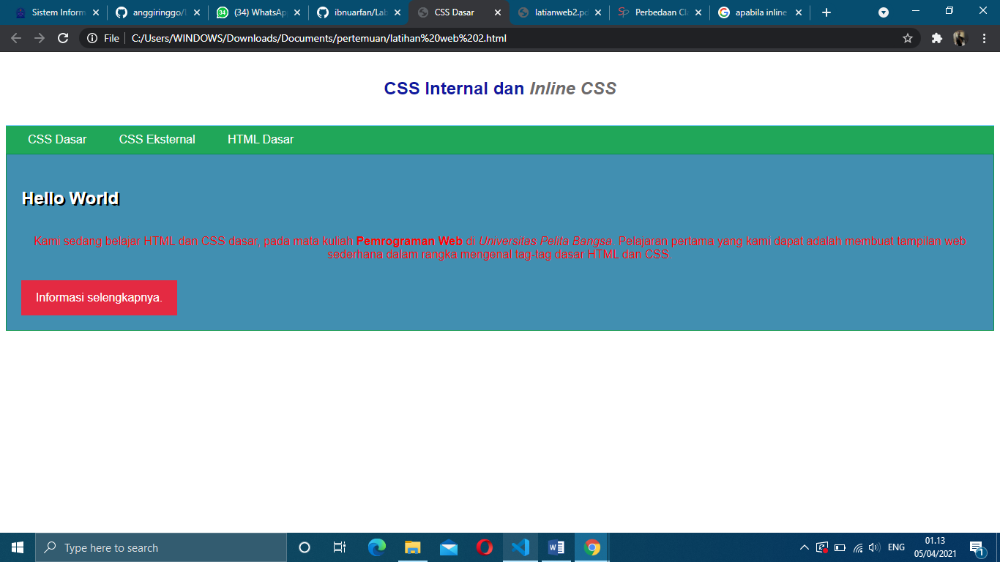 Sistem Inform
anggiringgo/
(34) WhatsAp
ibnuarfan/Lab
CSS Dasar
latianweb2.pd
Perbedaan Cla
apabila inline
File
C:/Users/WINDOWS/Downloads/Documents/pertemuan/latihan%20web%202.html
CSS Internal dan Inline CSS
CSS Dasar
CSS Eksternal
HTML Dasar
Hello World
Kami sedang belajar HTML dan CSS dasar, pada mata kuliah Pemrograman Web di Universitas Pelita Bangsa. Pelajaran pertama yang kami dapat adalah membuat tampilan web
sederhana dalam rangka mengenal tag-tag dasar HTML dan CSS.
Informasi selengkapnya.
Type here to search
ENG
01.13
05/04/2021
1